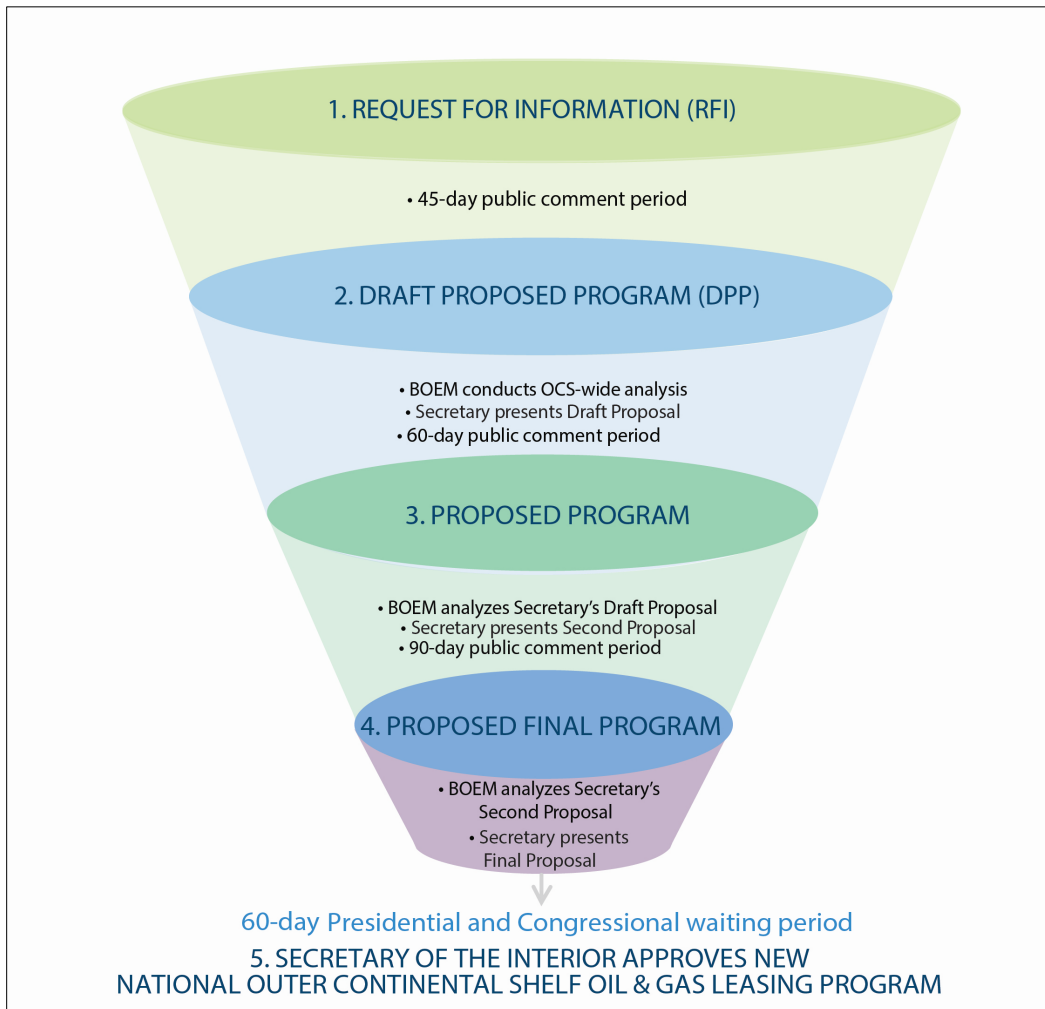 1. REQUEST FOR INFORMATION (RFI)
• 45-day public comment period
2. DRAFT PROPOSED PROGRAM (DPP)
• BOEM conducts OCS-wide analysis
• Secretary presents Draft Proposal
• 60-day public comment period
3. PROPOSED PROGRAM
• BOEM analyzes Secretary’s Draft Proposal
• Secretary presents Second Proposal
• 90-day public comment period
4. PROPOSED FINAL PROGRAM
• BOEM analyzes Secretary’s
Second Proposal
• Secretary presents
Final Proposal
60-day Presidential and Congressional waiting period
5. SECRETARY OF THE INTERIOR APPROVES NEW
NATIONAL OUTER CONTINENTAL SHELF OIL & GAS LEASING PROGRAM